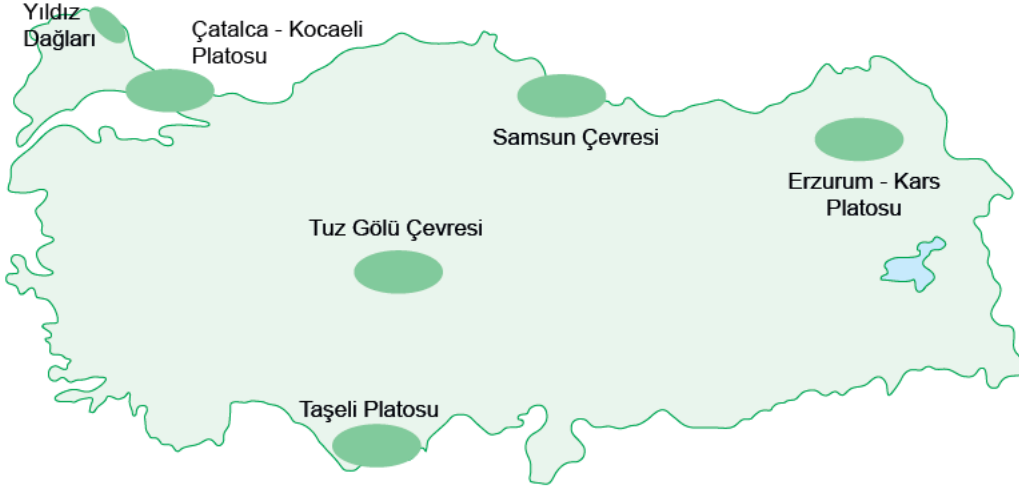 Yıldız
Dağları
Çatalca - Kocaeli
Platosu
Samsun Çevresi
Erzurum - Kars
Platosu
Tuz Gölü Çevresi
Taşeli Platosu